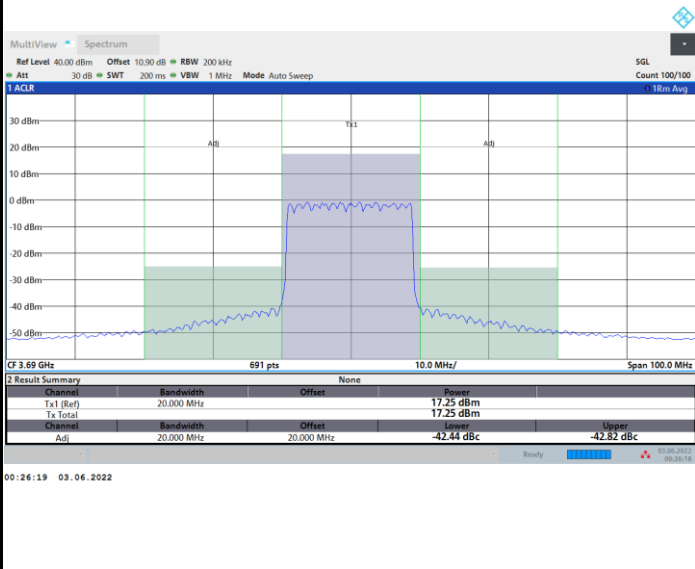 MultiView Spectrum
Ref Level 40.00 dBm Offset 10.90 dB RBW 200 kHz SGL
Att 30 dB SWT 200 ms VBW 1 MHz Mode Auto Sweep Count 100/100
1 ACLR 1Rm Avg
30 dBm
Tx1
20 dBm
Adj Adj
10 dBm
0 dBm
-10 dBm
-20 dBm
-30 dBm
-40 dBm
-50 dBm
CF 3.69 GHz 691 pts 10.0 MHz/ Span 100.0 MHz
2 Result Summary None
Channel Bandwidth Offset Power
Tx1 (Ref) 20.000 MHz 17.25 dBm
Tx Total 17.25 dBm
Channel Bandwidth Offset Lower Upper
Adj 20.000 MHz 20.000 MHz -42.44 dBc -42.82 dBc
Ready 03.06.2022
00:26:18
00:26:19 03.06.2022